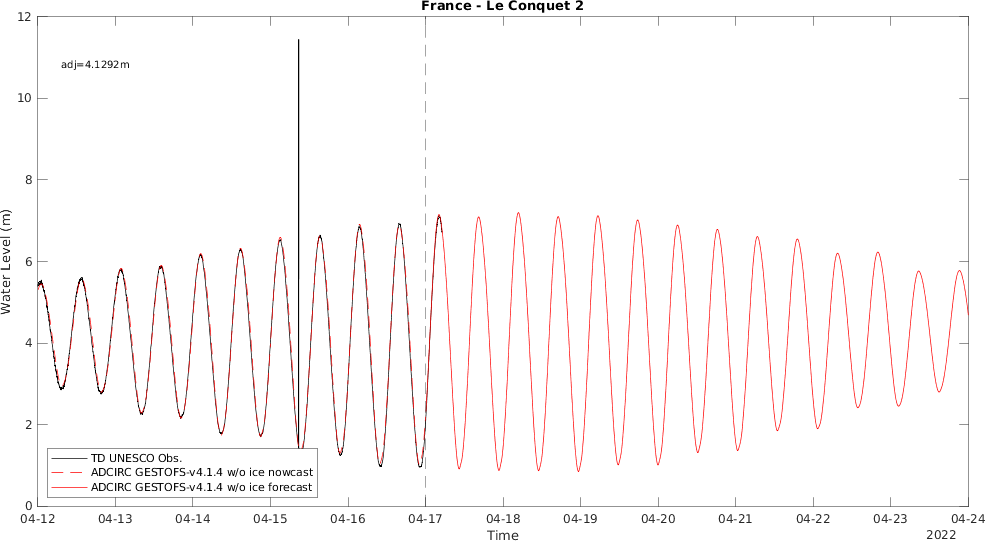 France - Le Conquet 2
12
10
8
6
4
2
0
Water Level (m)
adj=4.1292m
TD UNESCO Obs.
ADCIRC GESTOFS-v4.1.4 w/o ice nowcast
ADCIRC GESTOFS-v4.1.4 w/o ice forecast
04-12 04-13 04-14 04-15 04-16 04-17 04-18 04-19 04-20 04-21 04-22 04-23 04-24
Time
2022